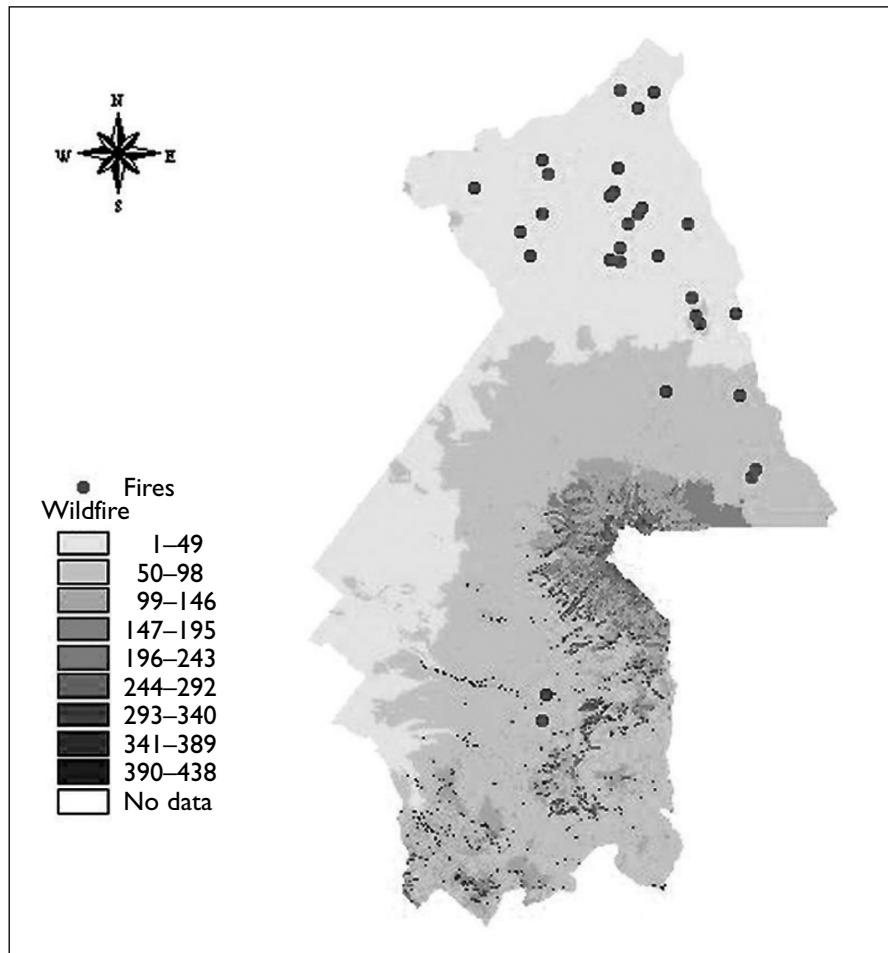 N
W E
S
Fires
Wildfire
1–49
50–98
99–146
147–195
196–243
244–292
293–340
341–389
390–438
No data